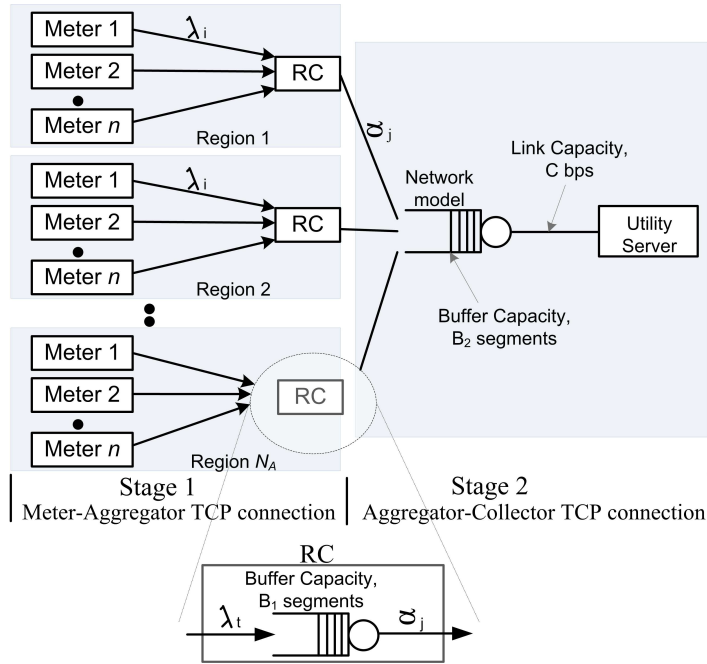 Meter 1
λi
Meter 2
RC
Meter n
Region 1
αj
Meter 1
λi
Meter 2
RC
Meter n
Region 2
Network
model
Link Capacity,
C bps
Utility
Server
Buffer Capacity,
B2 segments
Meter 1
Meter 2
RC
Meter n
Region NA
Stage 1
Meter-Aggregator TCP connection
Stage 2
Aggregator-Collector TCP connection
RC
Buffer Capacity,
B1 segments
λt
αj